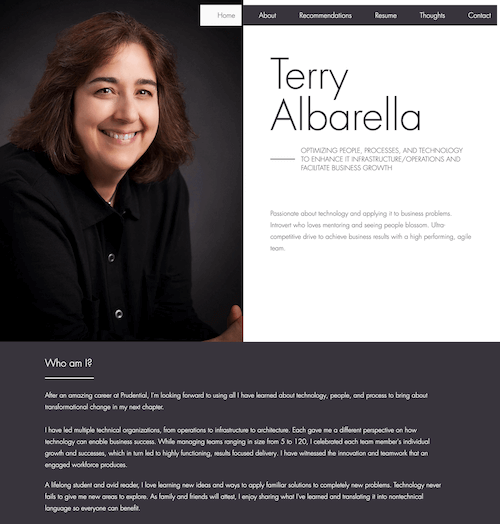 Home About Recommendations Resume Thoughts Contact
Terry
Albarella
OPTIMIZING PEOPLE, PROCESSES, AND TECHNOLOGY
TO ENHANCE IT INFRASTRUCTURE/OPERATIONS AND
FACILITATE BUSINESS GROWTH
Passionate about technology and applying it to business problems.
Introvert who loves mentoring and seeing people blossom. Ultra
competitive drive to achieve business results with a high performing, agile
team.
Who am I?
After an amazing career at Prudential, I'm looking forward to using all I have learned about technology, people, and process to bring about
transformational change in my next chapter.
I have led multiple technical organizations, from operations to infrastructure to architecture. Each gave me a different perspective on how
technology can enable business success. While managing teams ranging in size from 5 to 120, I celebrated each team member's individual
growth and successes, which in turn led to highly functioning, results focused delivery. I have witnessed the innovation and teamwork that an
engaged workforce produces.
A lifelong student and avid reader, I love learning new ideas and ways to apply familiar solutions to completely new problems. Technology never
fails to give me new areas to explore. As family and friends will attest, I enjoy sharing what I've learned and translating it into nontechnical
language so everyone can benefit.